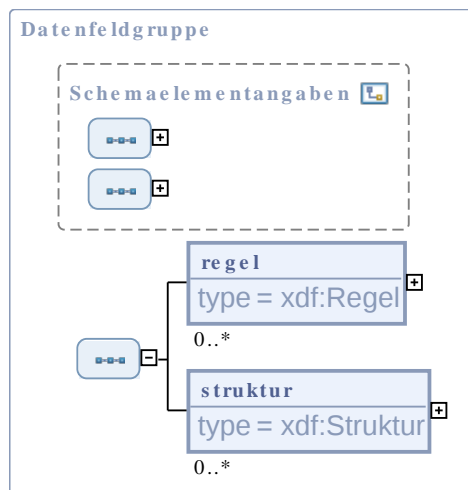 Datenfeldgruppe
Schemaelementangaben
regel
type = xdf:Regel
0..*
struktur
type = xdf:Struktur
0..*